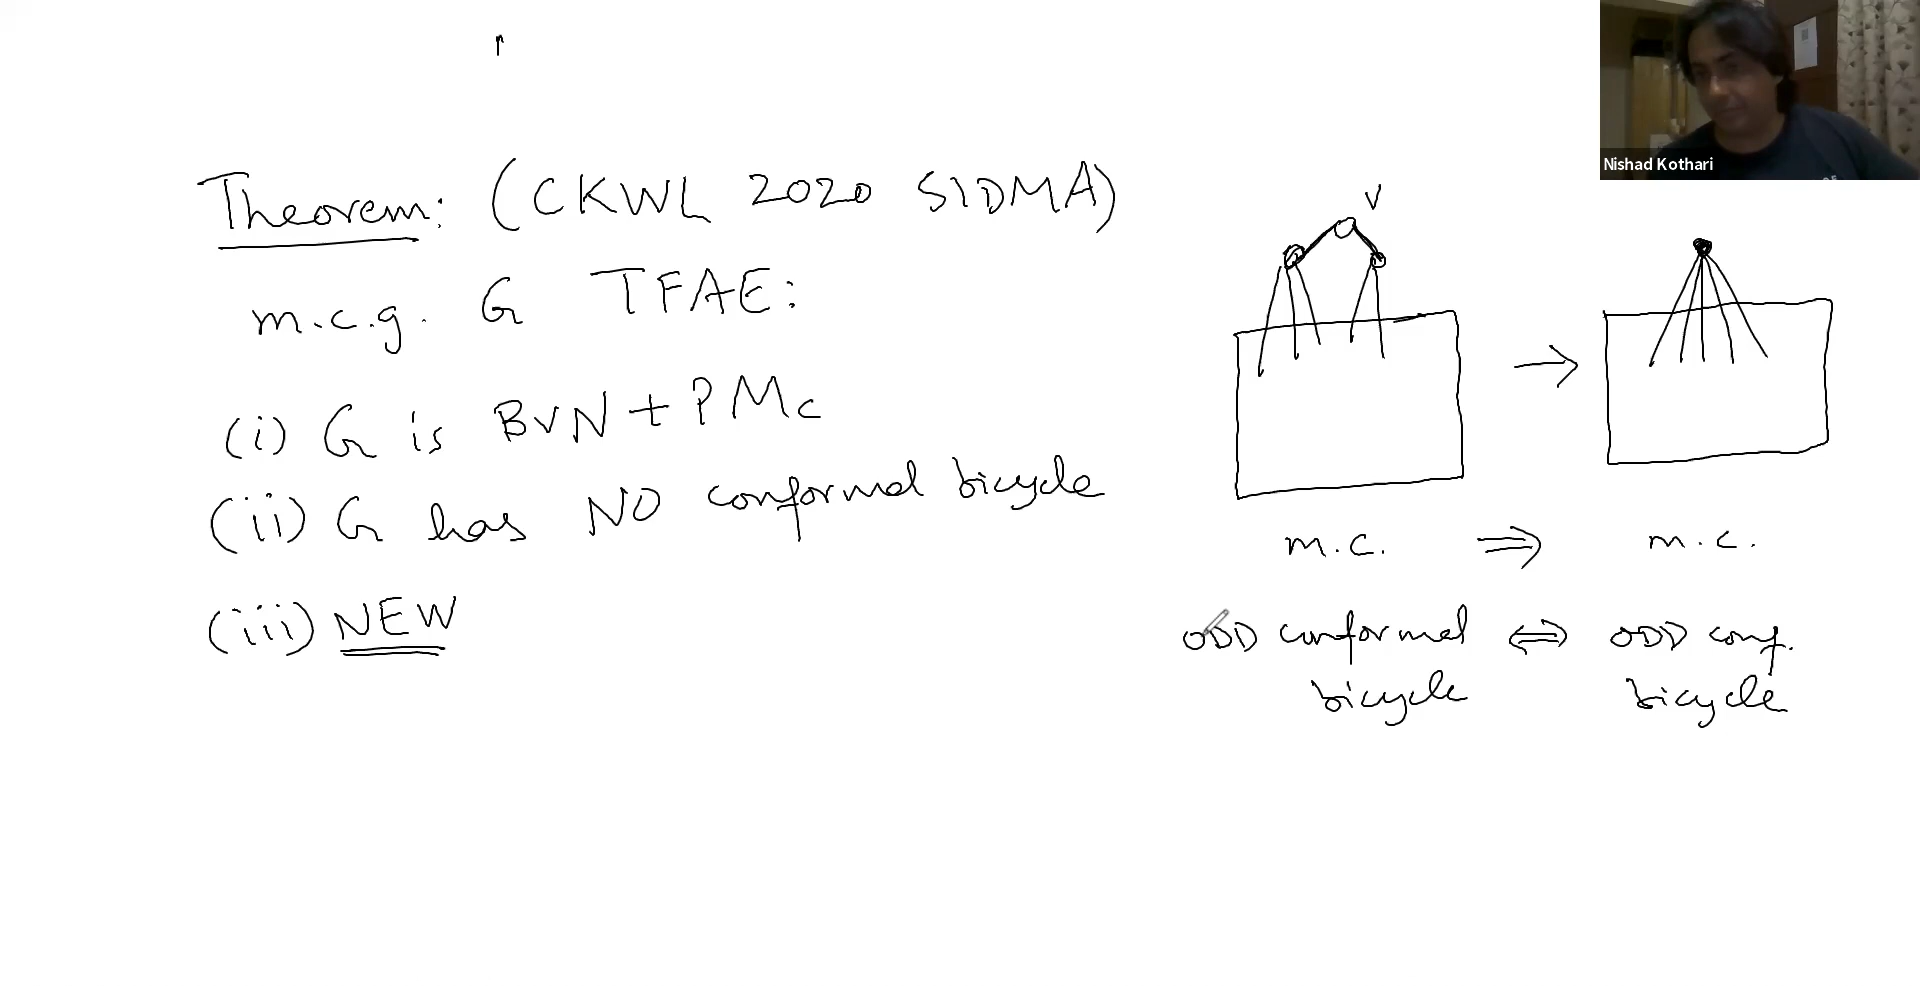 Theorem: (CKWL 2020 SIDMA)
m.c.g. G TFAE:
(i) G is BVN + PMc
(ii) G has NO conformal bicycle
(iii) NEW
V
→
m.c. ⇒ m.c.
ODD conformal ⇔ ODD conf.
bicycle bicycle
Nishad Kothari